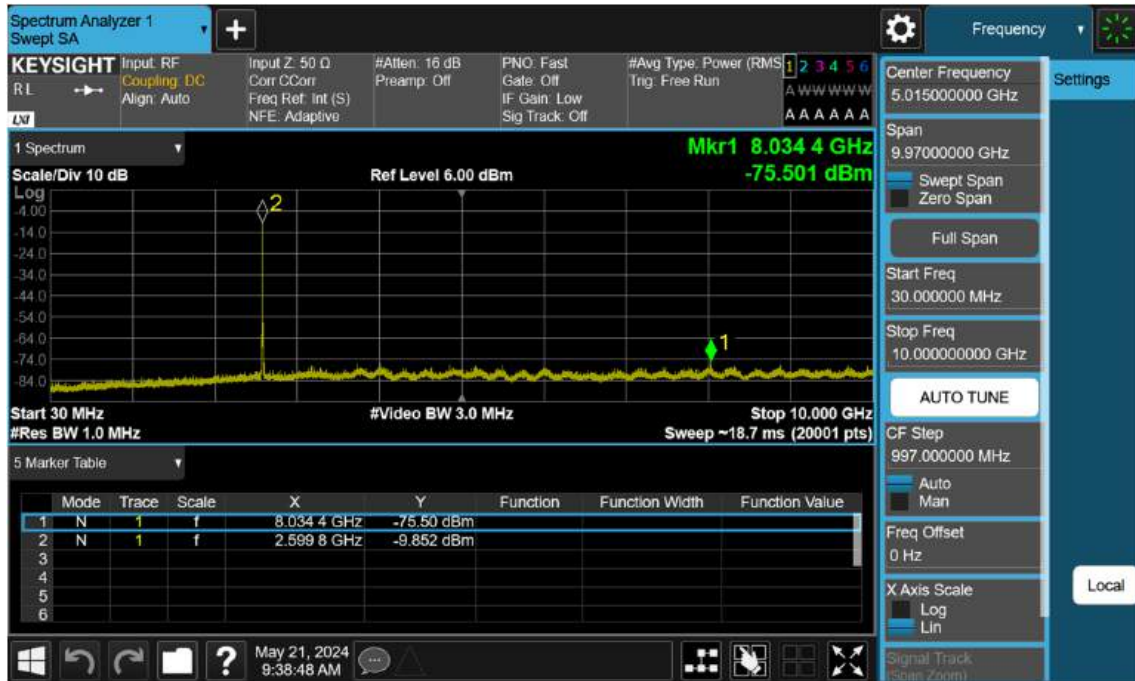 Spectrum Analyzer 1
Swept SA
+
Frequency
KEYSIGHT
RL
LXI
Input: RF
Coupling: DC
Align: Auto
Input Z: 50 Ω
Corr CCorr
Freq Ref: Int (S)
NFE: Adaptive
#Atten: 16 dB
Preamp: Off
PNO: Fast
Gate: Off
IF Gain: Low
Sig Track: Off
#Avg Type: Power (RMS
Trig: Free Run
1 2 3 4 5 6
A W W W W W
A A A A A A
Center Frequency
5.015000000 GHz
Settings
1 Spectrum
Mkr1 8.034 4 GHz
-75.501 dBm
Scale/Div 10 dB
Ref Level 6.00 dBm
Log
-4.00
-14.0
-24.0
-34.0
-44.0
-54.0
-64.0
-74.0
-84.0
2
1
Start 30 MHz
#Video BW 3.0 MHz
Stop 10.000 GHz
#Res BW 1.0 MHz
Sweep ~18.7 ms (20001 pts)
Span
9.97000000 GHz
Swept Span
Zero Span
Full Span
Start Freq
30.000000 MHz
Stop Freq
10.000000000 GHz
AUTO TUNE
CF Step
997.000000 MHz
Auto
Man
Freq Offset
0 Hz
X Axis Scale
Log
Lin
Signal Track
(Span Zoom)
Local
5 Marker Table
Mode Trace Scale X Y Function Function Width Function Value
1 N 1 f 8.034 4 GHz -75.50 dBm
2 N 1 f 2.599 8 GHz -9.852 dBm
3
4
5
6
?
May 21, 2024
9:38:48 AM